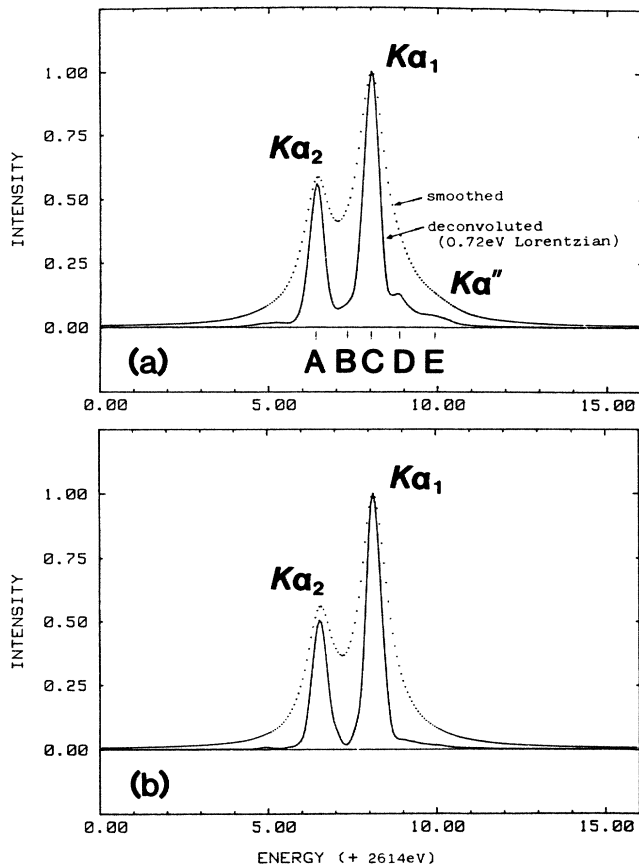 Kα₁
1.00
0.75
Kα₂
INTENSITY
0.50
smoothed
deconvoluted
(0.72eV Lorentzian)
0.25
Kα"
0.00
(a)
A B C D E
0.00 5.00 10.00 15.00
Kα₁
1.00
0.75
Kα₂
INTENSITY
0.50
0.25
0.00
(b)
0.00 5.00 10.00 15.00
ENERGY (+ 2614eV)